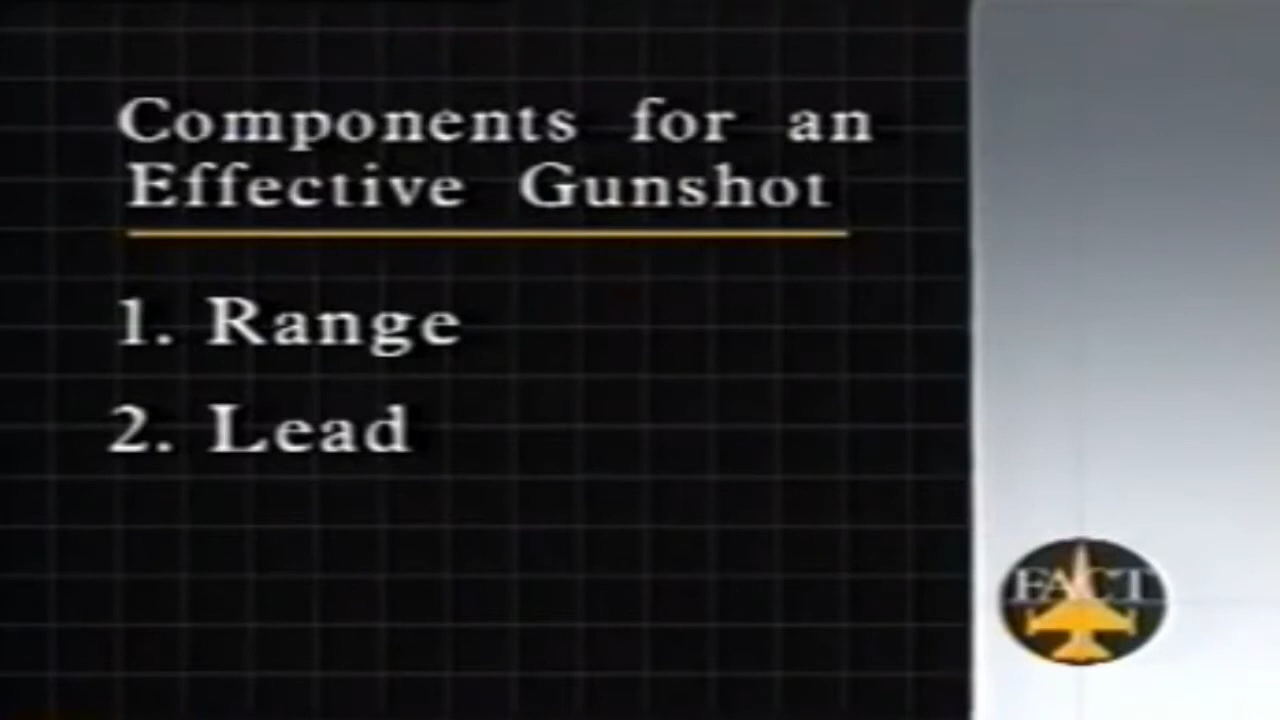 Components for an
Effective Gunshot
1. Range
2. Lead
FACT